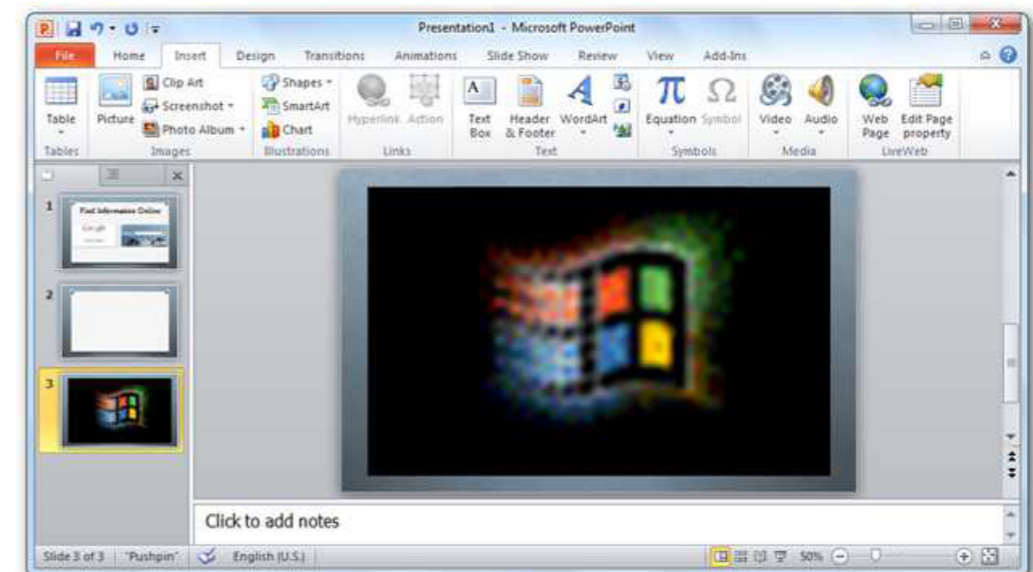 Presentation1 - Microsoft PowerPoint
File Home Insert Design Transitions Animations Slide Show Review View Add-Ins
Table
Picture
Clip Art
Screenshot
Photo Album
Shapes
SmartArt
Chart
Hyperlink Action
Text Box
Header & Footer
WordArt
Equation Symbol
Video Audio
Web Page
Edit Page property
Tables Images Illustrations Links Text Symbols Media LiveWeb
1
Find Information Online
Google
2
3
Click to add notes
Slide 3 of 3 "Pushpin" English (U.S.) 50%